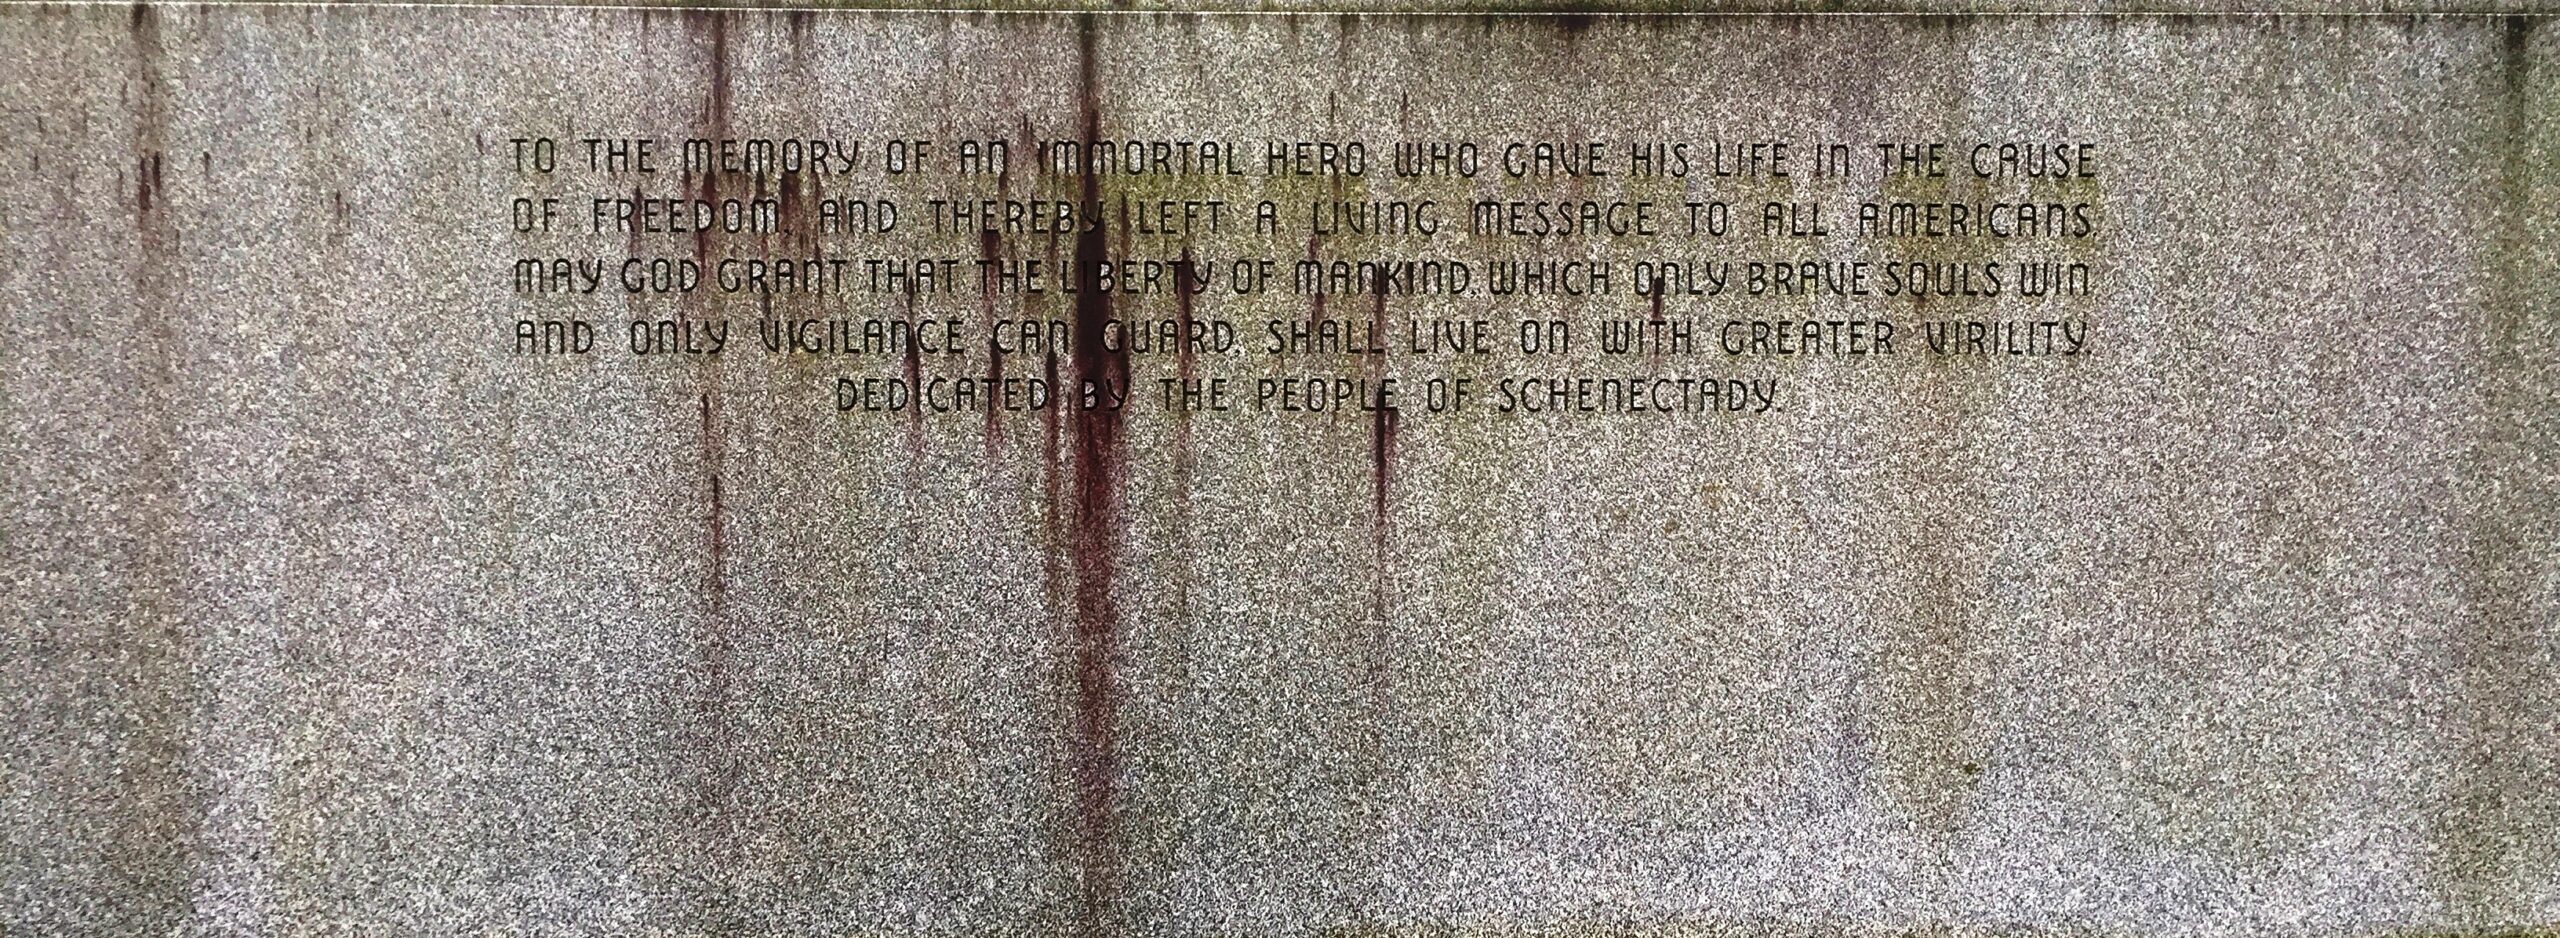 TO THE MEMORY OF AN IMMORTAL HERO WHO GAVE HIS LIFE IN THE CAUSE
OF FREEDOM, AND THEREBY LEFT A LIVING MESSAGE TO ALL AMERICANS.
MAY GOD GRANT THAT THE LIBERTY OF MANKIND, WHICH ONLY BRAVE SOULS WIN
AND ONLY VIGILANCE CAN GUARD, SHALL LIVE ON WITH GREATER VIRILITY.
DEDICATED BY THE PEOPLE OF SCHENECTADY.